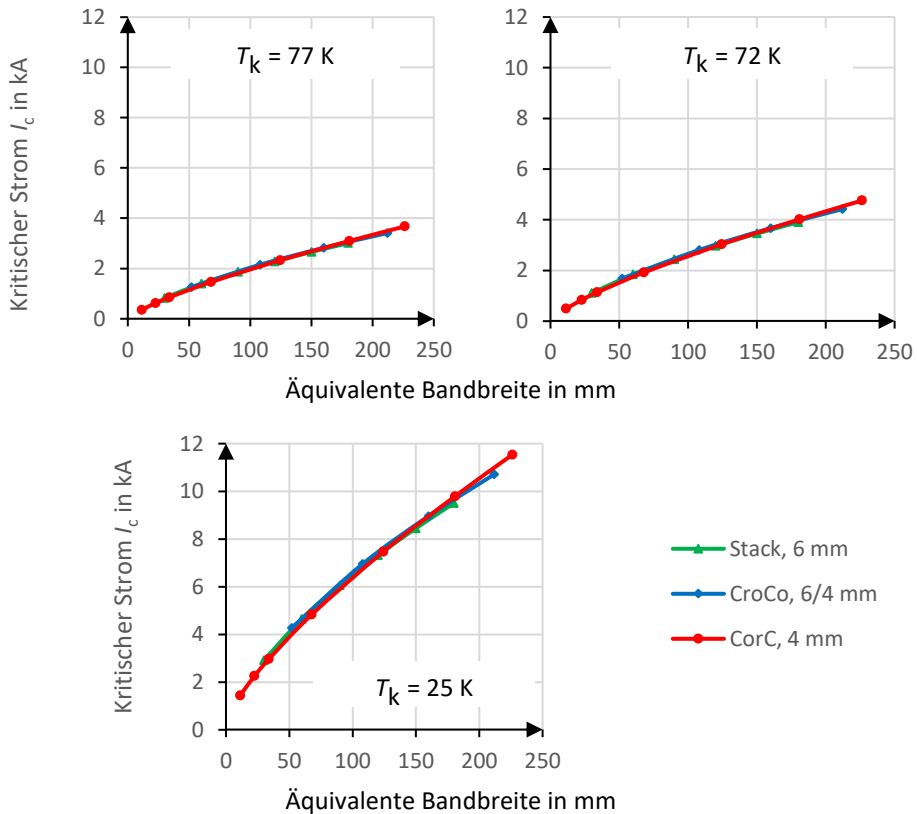 Kritischer Strom Ic in kA
12
10
8
6
4
2
0
Tk = 77 K
0 50 100 150 200 250
12
10
8
6
4
2
0
Tk = 72 K
0 50 100 150 200 250
Äquivalente Bandbreite in mm
Kritischer Strom Ic in kA
12
10
8
6
4
2
0
Tk = 25 K
0 50 100 150 200 250
Äquivalente Bandbreite in mm
Stack, 6 mm
CroCo, 6/4 mm
CorC, 4 mm